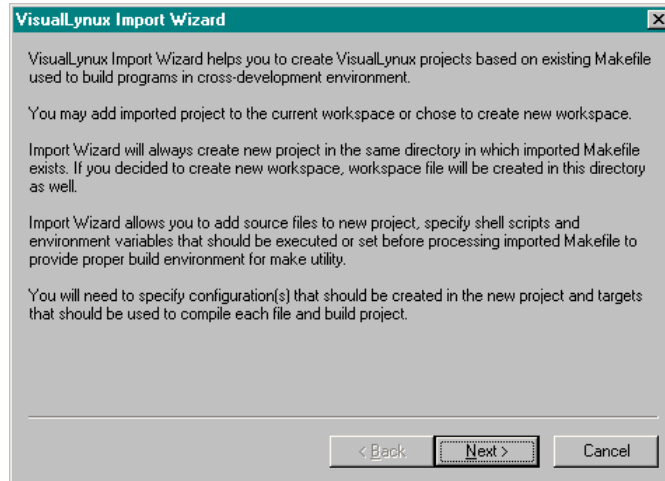 VisualLynux Import Wizard
VisualLynux Import Wizard helps you to create VisualLynux projects based on existing Makefile
used to build programs in cross-development environment.
You may add imported project to the current workspace or chose to create new workspace.
Import Wizard will always create new project in the same directory in which imported Makefile
exists. If you decided to create new workspace, workspace file will be created in this directory
as well.
Import Wizard allows you to add source files to new project, specify shell scripts and
environment variables that should be executed or set before processing imported Makefile to
provide proper build environment for make utility.
You will need to specify configuration(s) that should be created in the new project and targets
that should be used to compile each file and build project.
< Back Next > Cancel